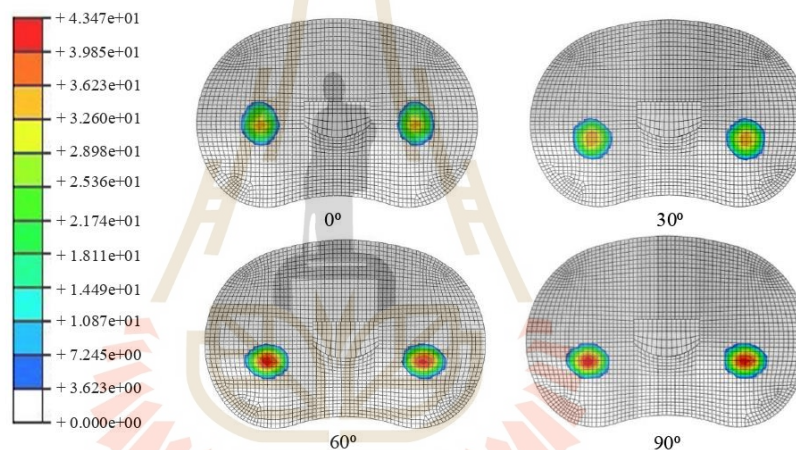 + 4.347e+01
+ 3.985e+01
+ 3.623e+01
+ 3.260e+01
+ 2.898e+01
+ 2.536e+01
+ 2.174e+01
+ 1.811e+01
+ 1.449e+01
+ 1.087e+01
+ 7.245e+00
+ 3.623e+00
+ 0.000e+00
0º
30º
60º
90º